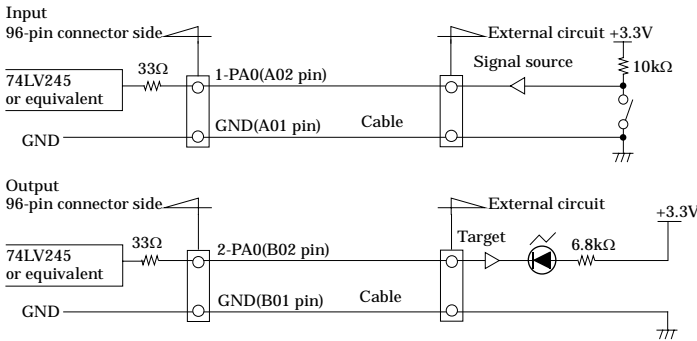 Input
96-pin connector side
External circuit +3.3V
33Ω
1-PA0(A02 pin)
Signal source
10kΩ
74LV245
or equivalent
GND(A01 pin)
Cable
GND
Output
96-pin connector side
External circuit
+3.3V
33Ω
2-PA0(B02 pin)
Target
6.8kΩ
74LV245
or equivalent
GND(B01 pin)
Cable
GND